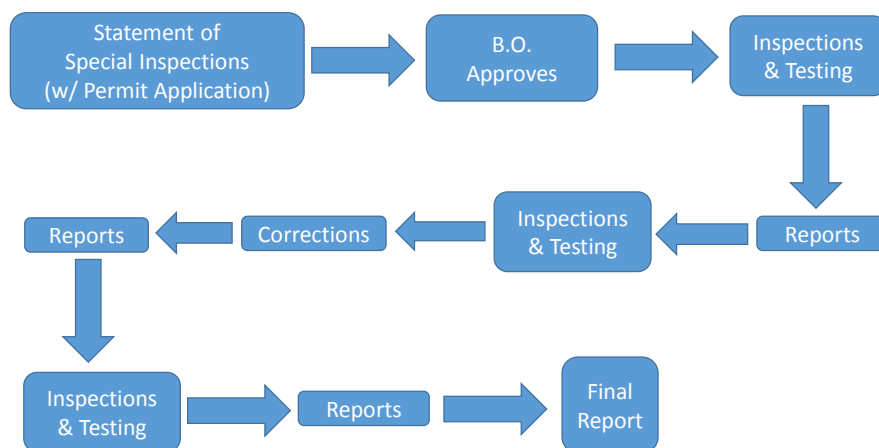 Statement of
Special Inspections
(w/ Permit Application)
B.O.
Approves
Inspections
& Testing
Reports
Inspections
& Testing
Corrections
Reports
Inspections
& Testing
Reports
Final
Report